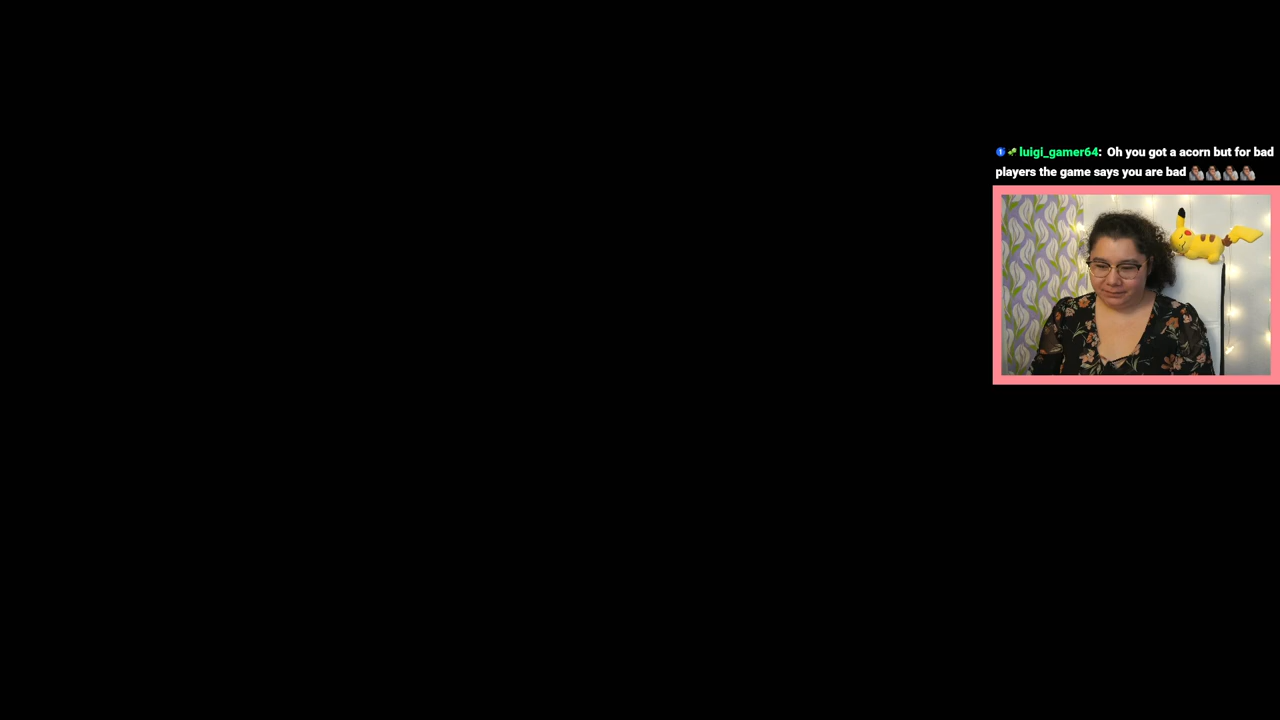 luigi_gamer64: Oh you got a acorn but for bad
players the game says you are bad